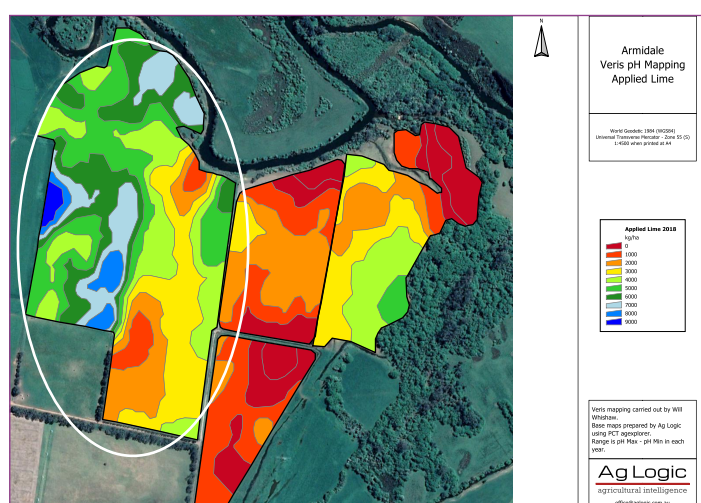 N
Armidale
Veris pH Mapping
Applied Lime
World Geodetic 1984 (WGS84)
Universal Transverse Mercator - Zone 55 (S)
1:4500 when printed at A4
Applied Lime 2018
kg/ha
0
1000
2000
3000
4000
5000
6000
7000
8000
9000
Veris mapping carried out by Will
Whishaw.
Base maps prepared by Ag Logic
using PCT agexplorer.
Range is pH Max - pH Min in each
year.
Ag Logic
agricultural intelligence